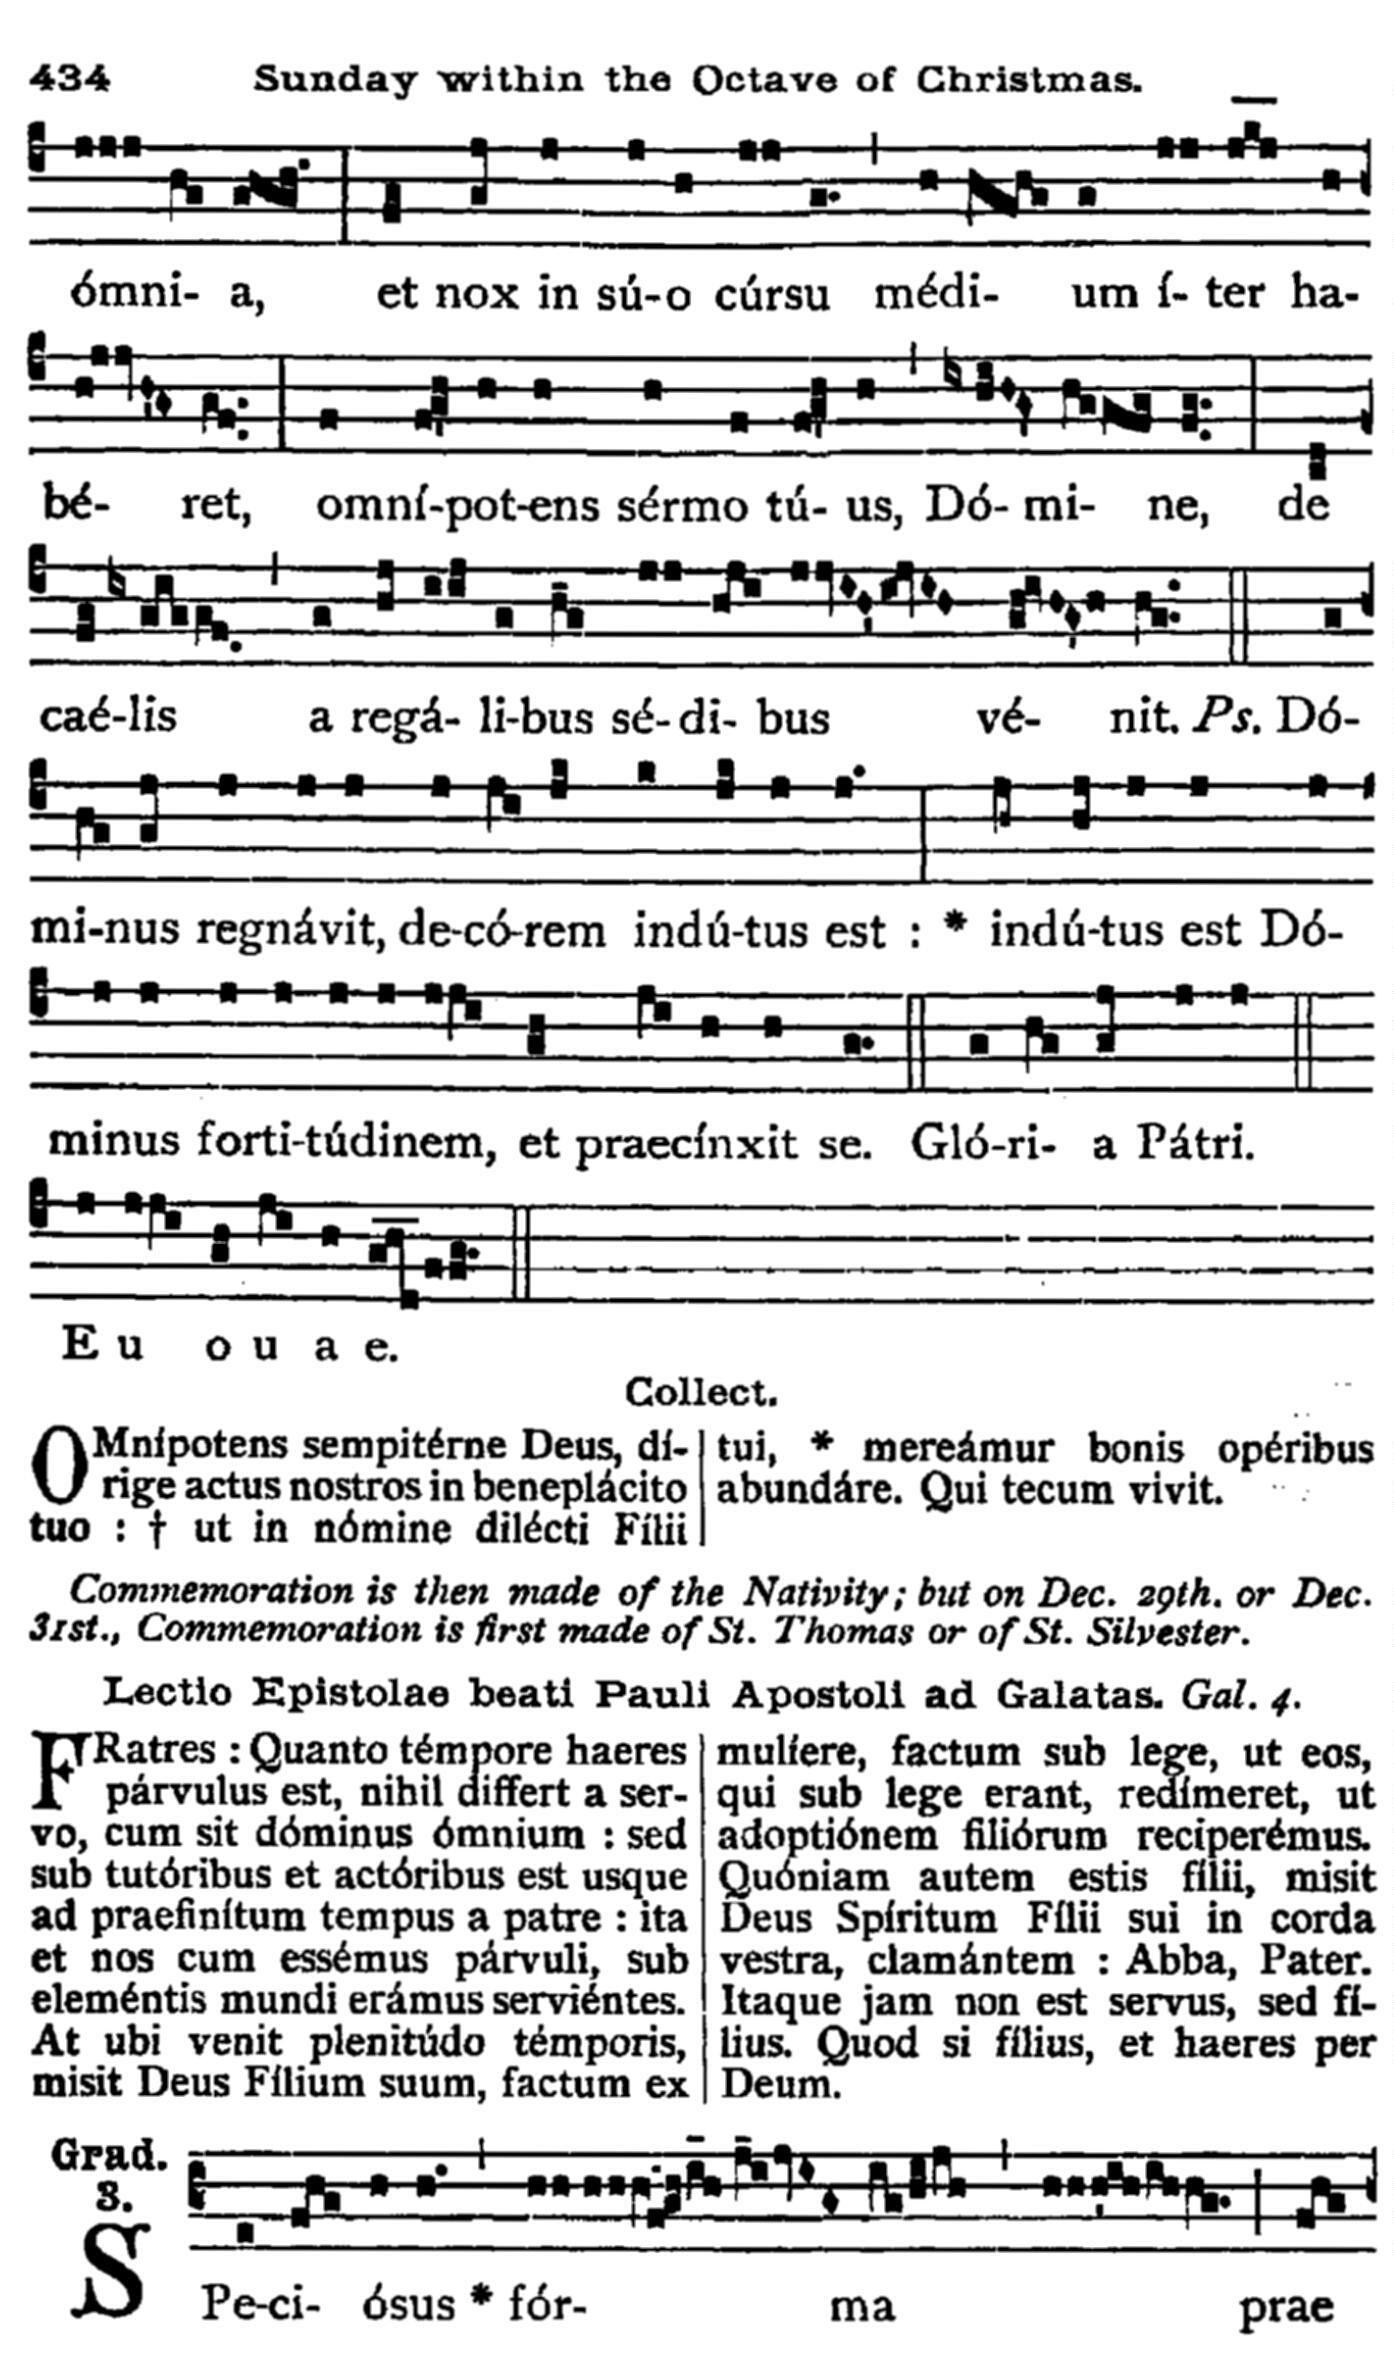 434 Sunday within the Octave of Christmas.
ómni- a, et nox in sú-o cúrsu médi- um í- ter ha-
bé- ret, omní-pot-ens sérmo tú- us, Dó- mi- ne, de
caé-lis a regá- li-bus sé- di- bus vé- nit. Ps. Dó-
mi-nus regnávit, de-có-rem indú-tus est : * indú-tus est Dó-
minus forti-túdinem, et praecínxit se. Gló-ri- a Pátri.
E u o u a e.
Collect.
OMnípotens sempitérne Deus, dí-
rige actus nostros in beneplácito
tuo : † ut in nómine dilécti Fílii
tui, * mereámur bonis opéribus
abundáre. Qui tecum vivit.
Commemoration is then made of the Nativity; but on Dec. 29th. or Dec.
31st., Commemoration is first made of St. Thomas or of St. Silvester.
Lectio Epistolae beati Pauli Apostoli ad Galatas. Gal. 4.
FRatres : Quanto témpore haeres
párvulus est, nihil differt a ser-
vo, cum sit dóminus ómnium : sed
sub tutóribus et actóribus est usque
ad praefinítum tempus a patre : ita
et nos cum essémus párvuli, sub
eleméntis mundi erámus serviéntes.
At ubi venit plenitúdo témporis,
misit Deus Fílium suum, factum ex
mulíere, factum sub lege, ut eos,
qui sub lege erant, redímeret, ut
adoptiónem filiórum reciperémus.
Quóniam autem estis fílii, misit
Deus Spíritum Fílii sui in corda
vestra, clamántem : Abba, Pater.
Itaque jam non est servus, sed fí-
lius. Quod si fílius, et haeres per
Deum.
Grad.
3.
SPe-ci- ósus * fór- ma prae